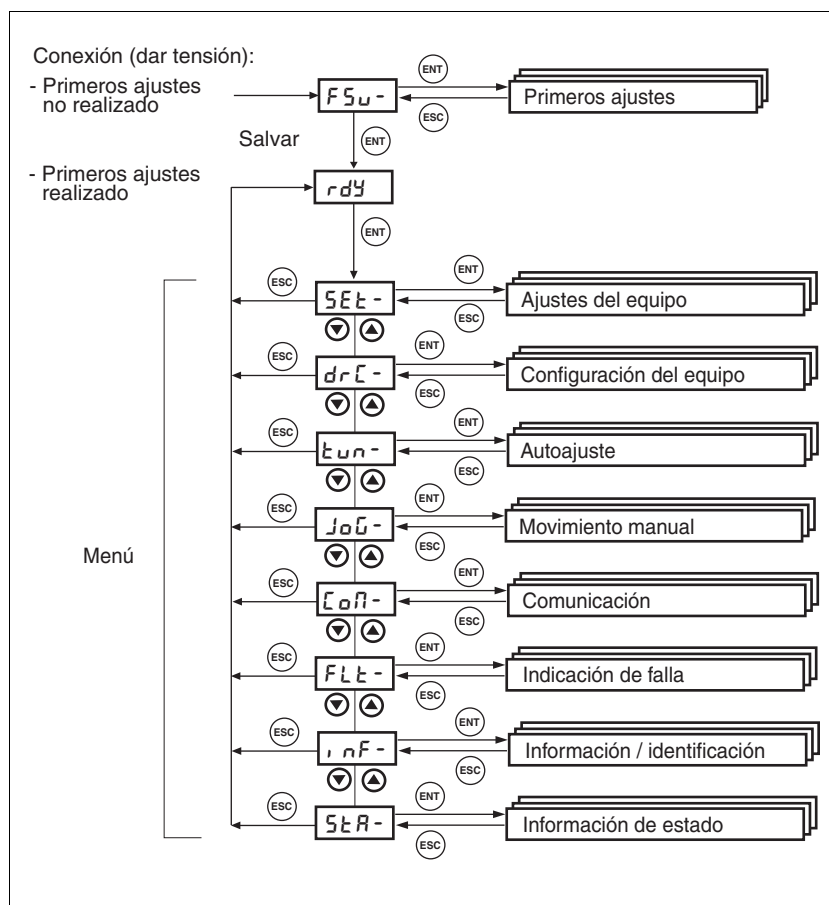 Conexión (dar tensión):
- Primeros ajustes
no realizado
FSu-
ENT
ESC
Primeros ajustes
Salvar
ENT
- Primeros ajustes
realizado
rdy
ENT
Menú
ESC
SEt-
ENT
ESC
Ajustes del equipo
ESC
drC-
ENT
ESC
Configuración del equipo
ESC
tun-
ENT
ESC
Autoajuste
ESC
JoG-
ENT
ESC
Movimiento manual
ESC
CoM-
ENT
ESC
Comunicación
ESC
FLt-
ENT
ESC
Indicación de falla
ESC
inF-
ENT
ESC
Información / identificación
ESC
StA-
ENT
ESC
Información de estado